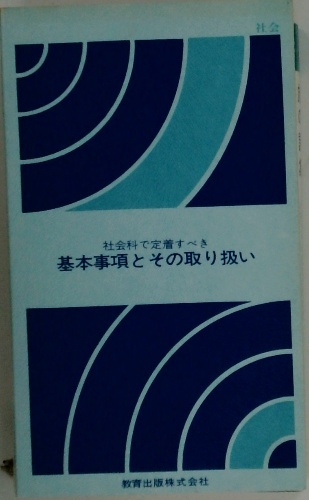 社会
社会科で定着すべき
基本事項とその取り扱い
教育出版株式会社